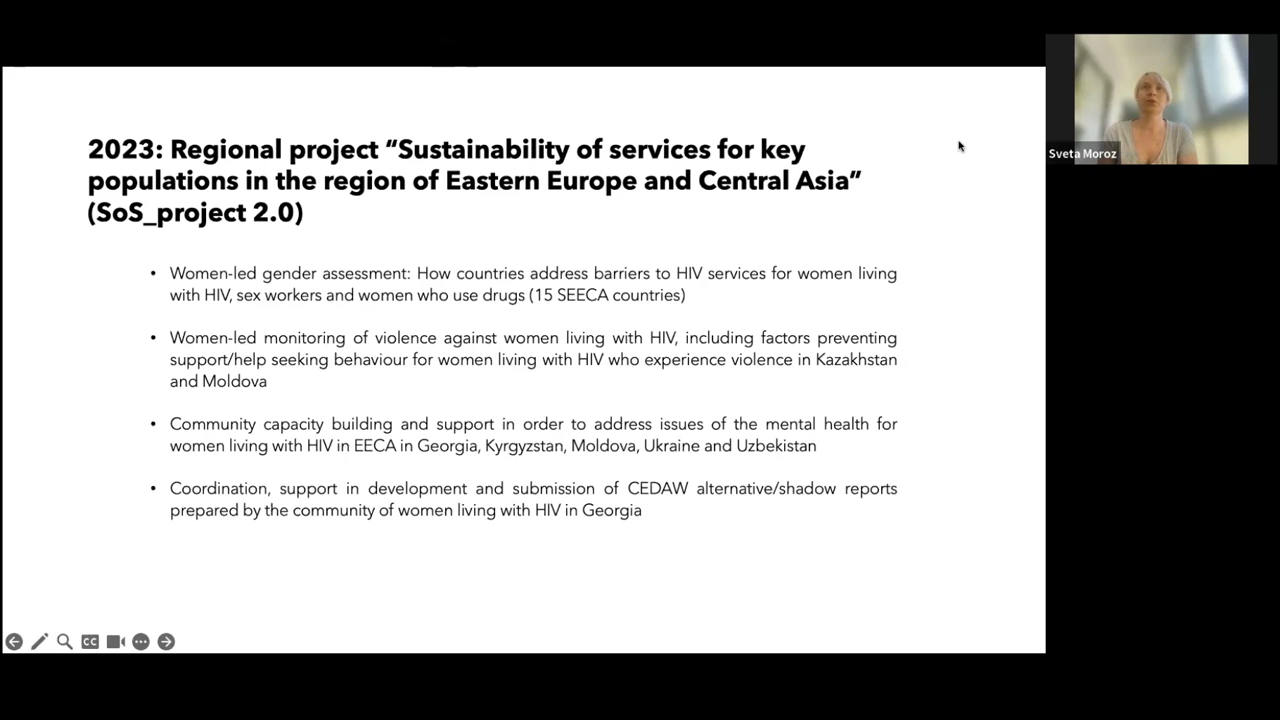 2023: Regional project “Sustainability of services for key
populations in the region of Eastern Europe and Central Asia”
(SoS_project 2.0)
• Women-led gender assessment: How countries address barriers to HIV services for women living
with HIV, sex workers and women who use drugs (15 SEECA countries)
• Women-led monitoring of violence against women living with HIV, including factors preventing
support/help seeking behaviour for women living with HIV who experience violence in Kazakhstan
and Moldova
• Community capacity building and support in order to address issues of the mental health for
women living with HIV in EECA in Georgia, Kyrgyzstan, Moldova, Ukraine and Uzbekistan
• Coordination, support in development and submission of CEDAW alternative/shadow reports
prepared by the community of women living with HIV in Georgia
Sveta Moroz
CC